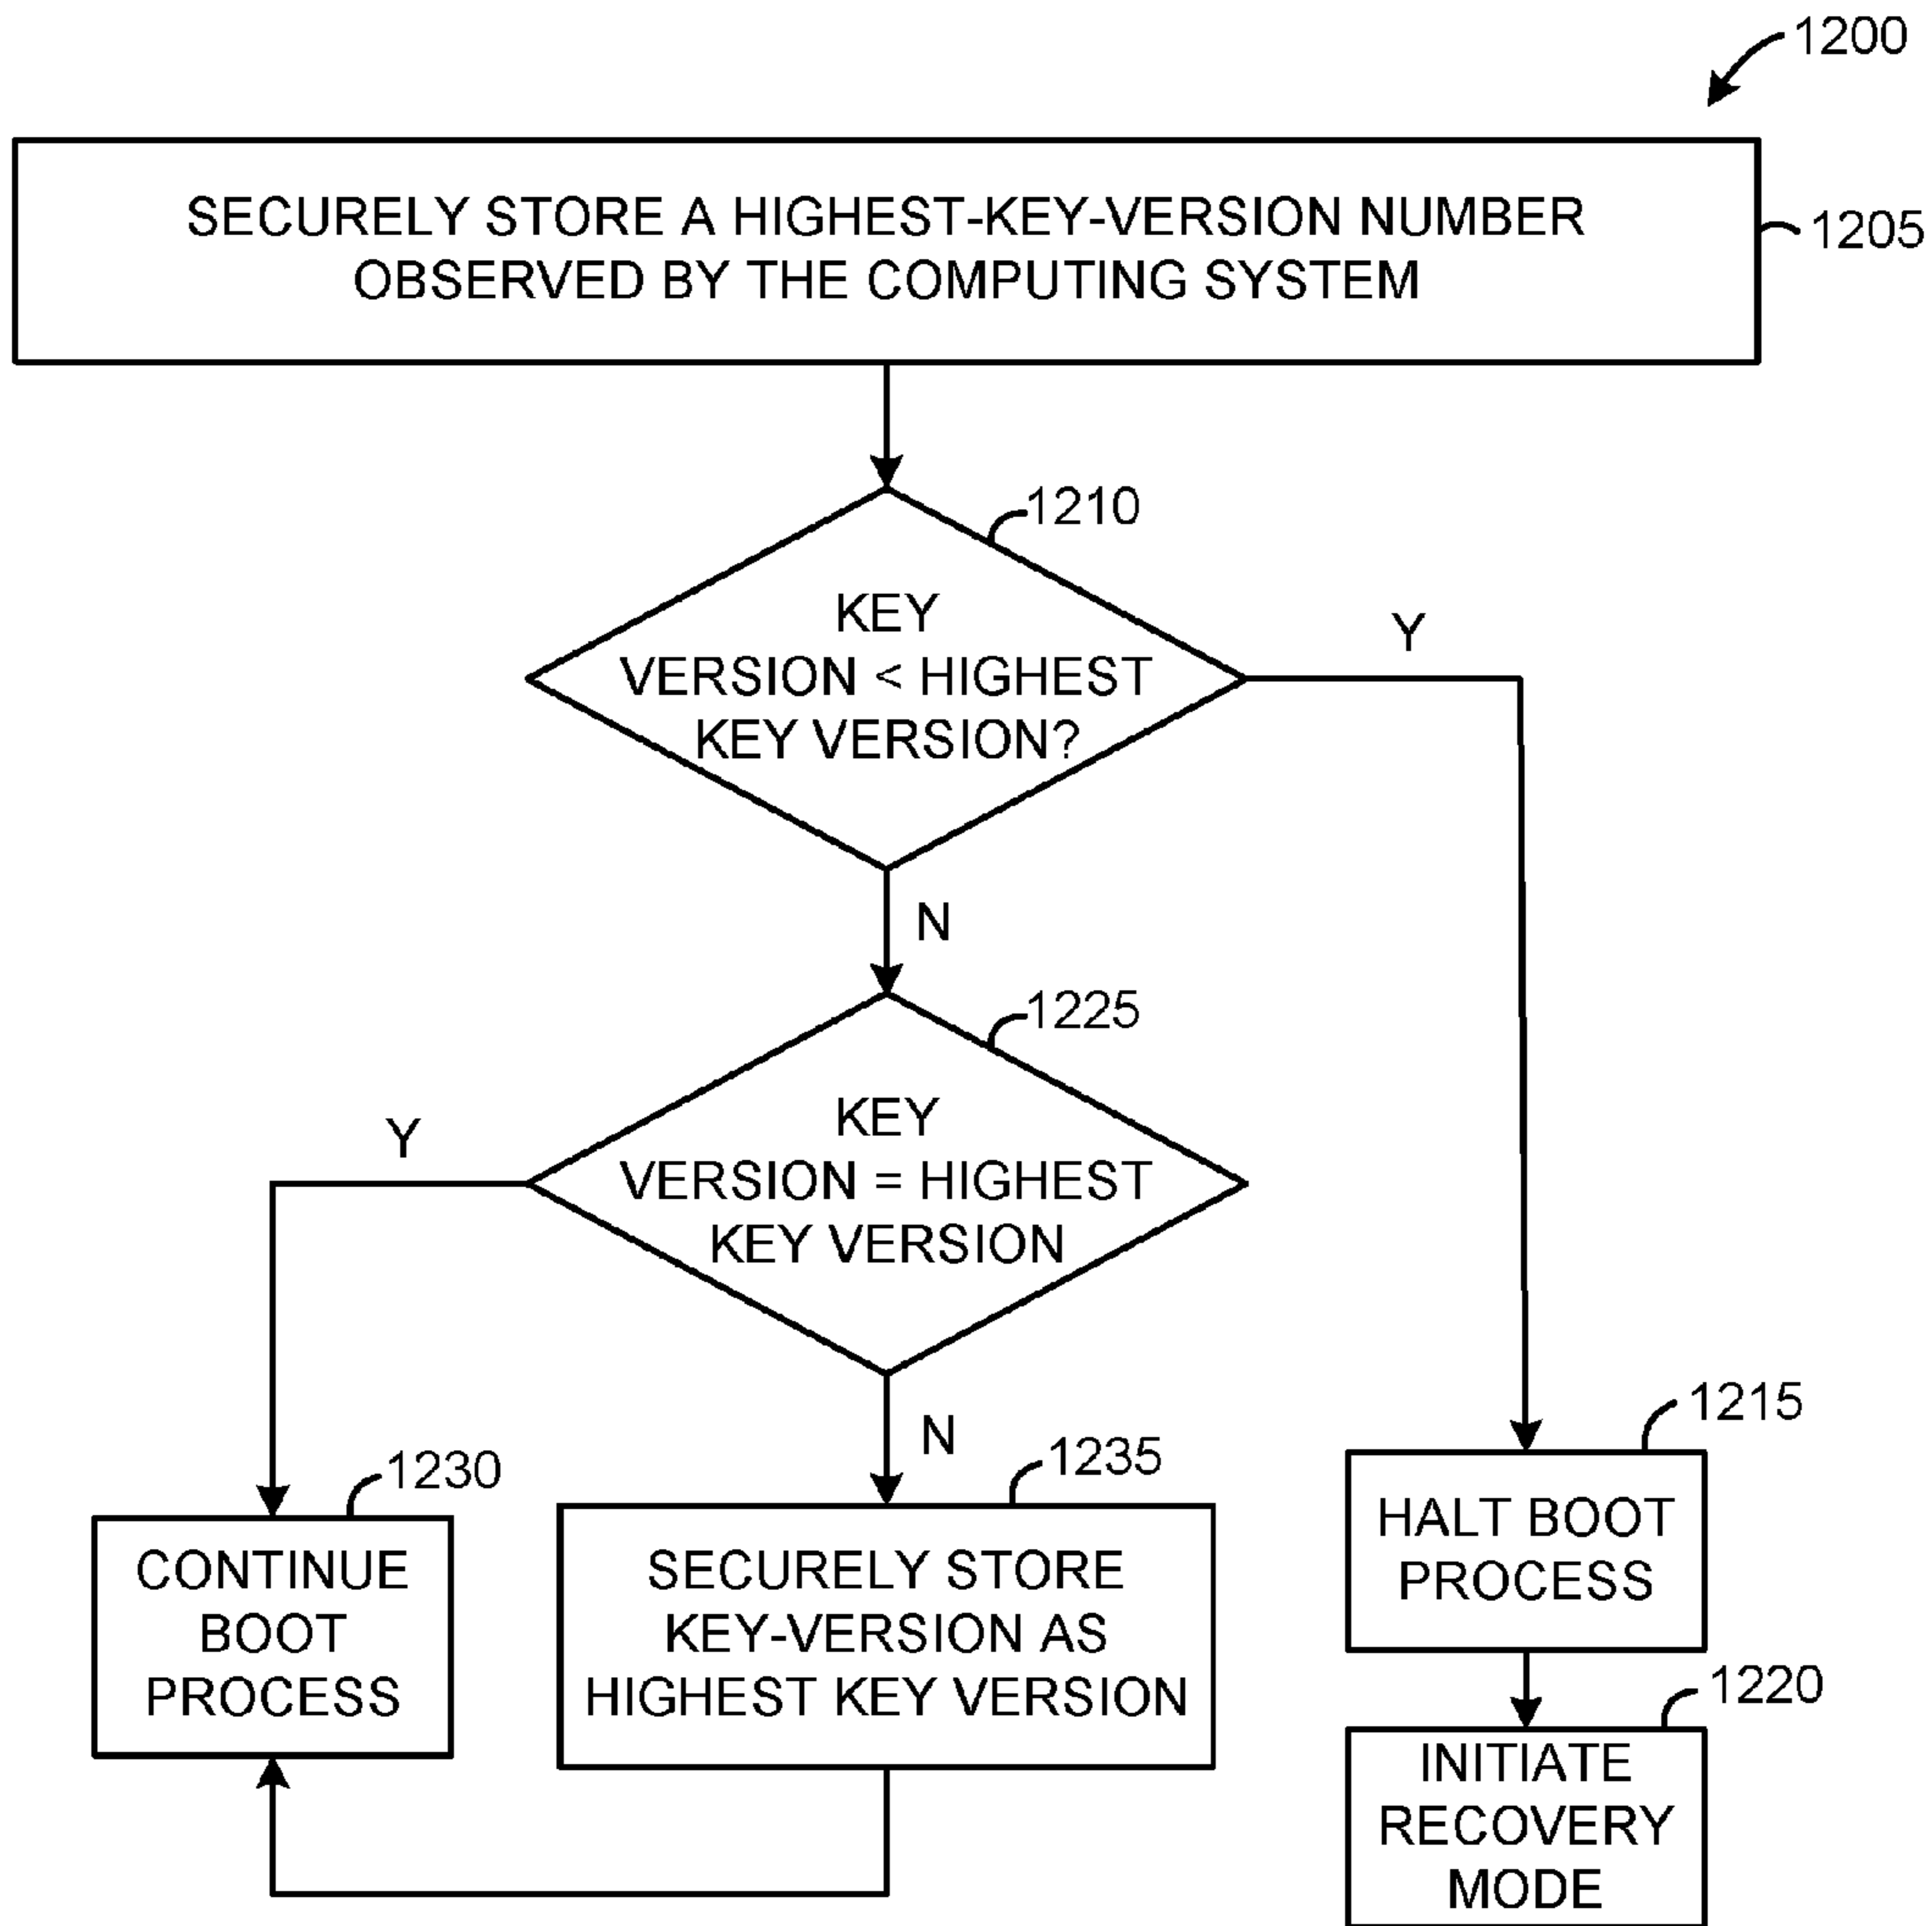 1200
SECURELY STORE A HIGHEST-KEY-VERSION NUMBER
OBSERVED BY THE COMPUTING SYSTEM
1205
1210
KEY
VERSION < HIGHEST
KEY VERSION?
Y
N
1225
KEY
VERSION = HIGHEST
KEY VERSION
Y
N
1230
CONTINUE
BOOT
PROCESS
1235
SECURELY STORE
KEY-VERSION AS
HIGHEST KEY VERSION
1215
HALT BOOT
PROCESS
1220
INITIATE
RECOVERY
MODE